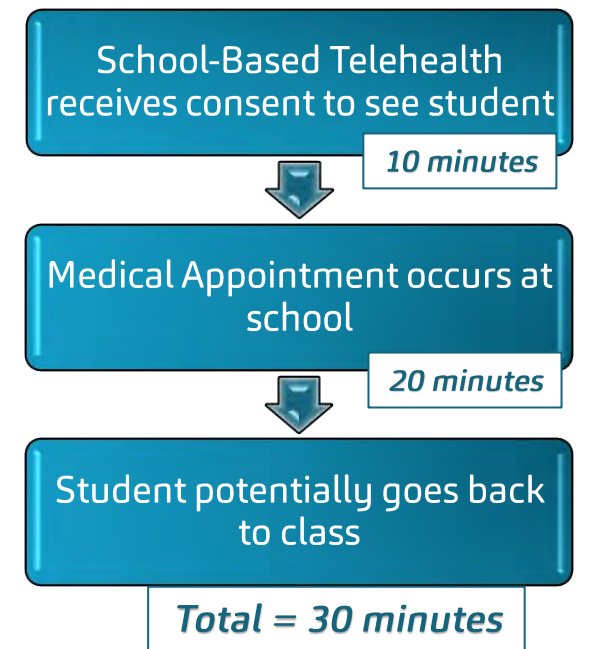 School-Based Telehealth
receives consent to see student
10 minutes
Medical Appointment occurs at
school
20 minutes
Student potentially goes back
to class
Total = 30 minutes